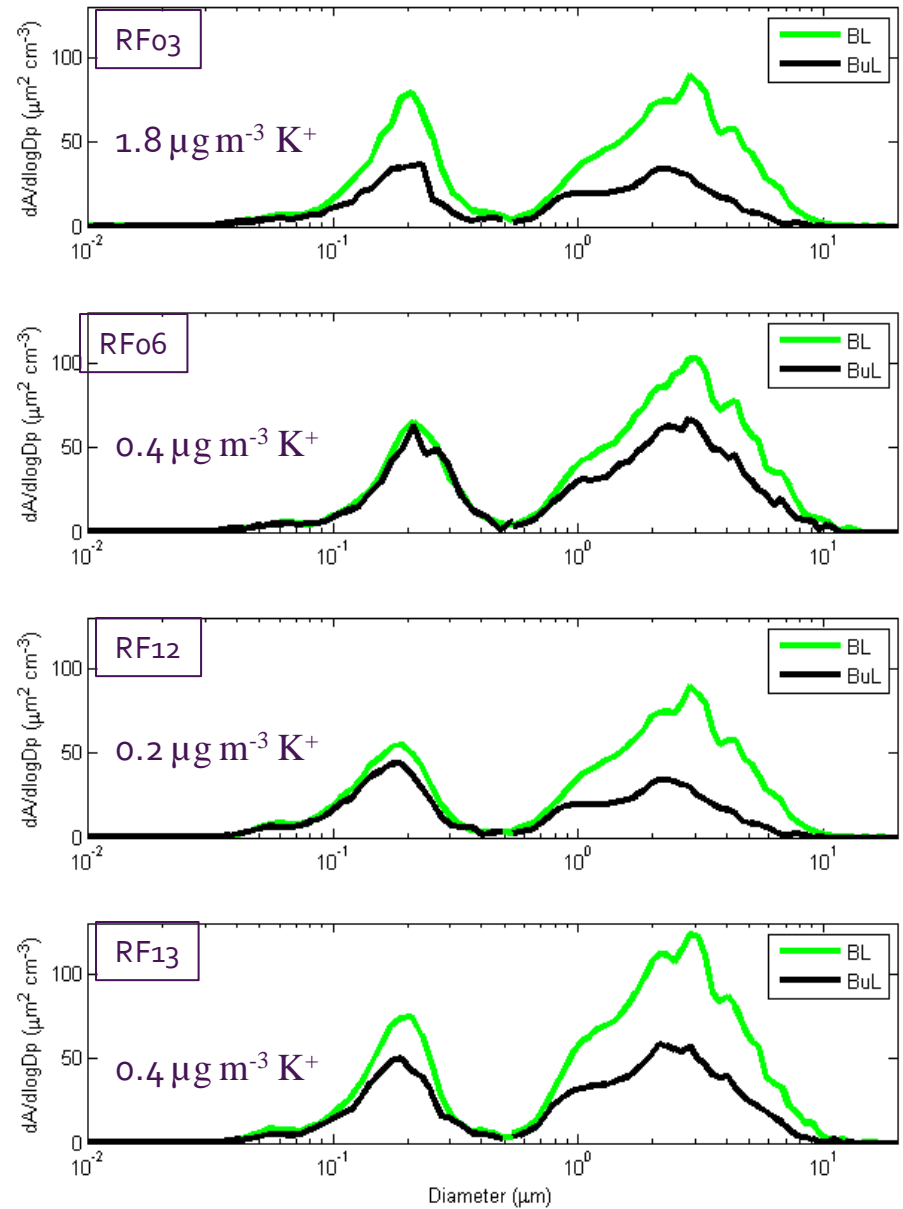 RF03
1.8 µg m⁻³ K⁺
dA/dlogDp (µm² cm⁻³)
100
50
0
BL
BuL
10⁻² 10⁻¹ 10⁰ 10¹
RF06
0.4 µg m⁻³ K⁺
dA/dlogDp (µm² cm⁻³)
100
50
0
BL
BuL
10⁻² 10⁻¹ 10⁰ 10¹
RF12
0.2 µg m⁻³ K⁺
dA/dlogDp (µm² cm⁻³)
100
50
0
BL
BuL
10⁻² 10⁻¹ 10⁰ 10¹
RF13
0.4 µg m⁻³ K⁺
dA/dlogDp (µm² cm⁻³)
100
50
0
BL
BuL
10⁻² 10⁻¹ 10⁰ 10¹
Diameter (µm)